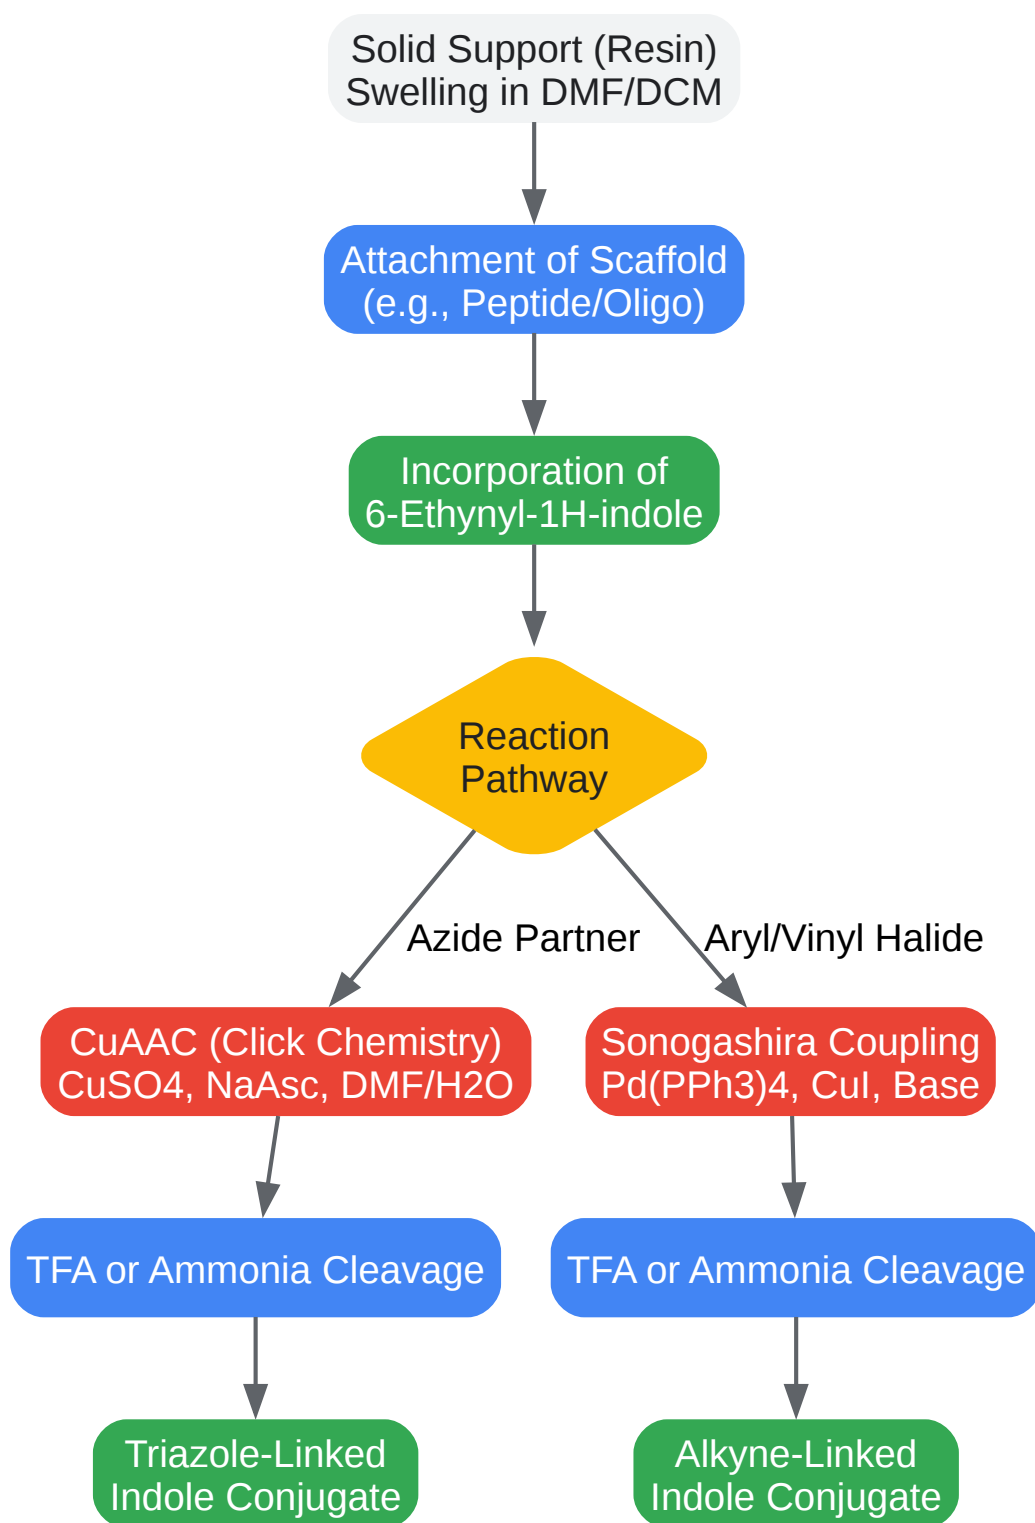 Solid Support (Resin)
Swelling in DMF/DCM
Attachment of Scaffold
(e.g., Peptide/Oligo)
Incorporation of
6-Ethynyl-1H-indole
Reaction
Pathway
Azide Partner
Aryl/Vinyl Halide
CuAAC (Click Chemistry)
CuSO4, NaAsc, DMF/H2O
Sonogashira Coupling
Pd(PPh3)4, CuI, Base
TFA or Ammonia Cleavage
TFA or Ammonia Cleavage
Triazole-Linked
Indole Conjugate
Alkyne-Linked
Indole Conjugate